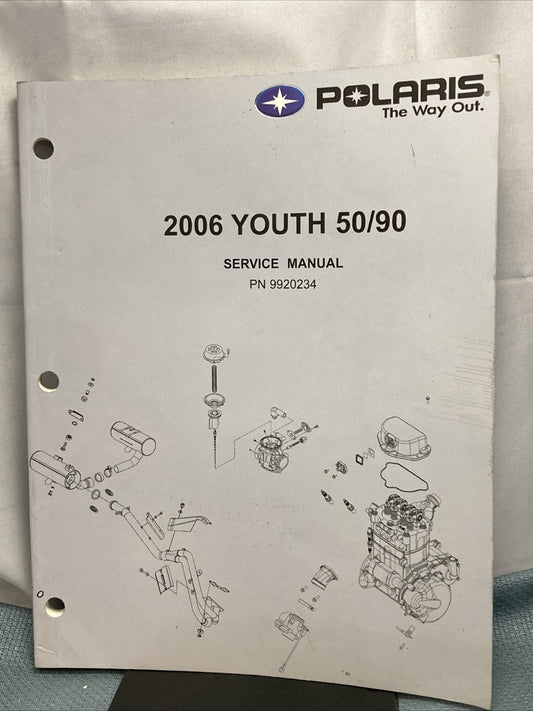 POLARIS®
The Way Out.
2006 YOUTH 50/90
SERVICE MANUAL
PN 9920234